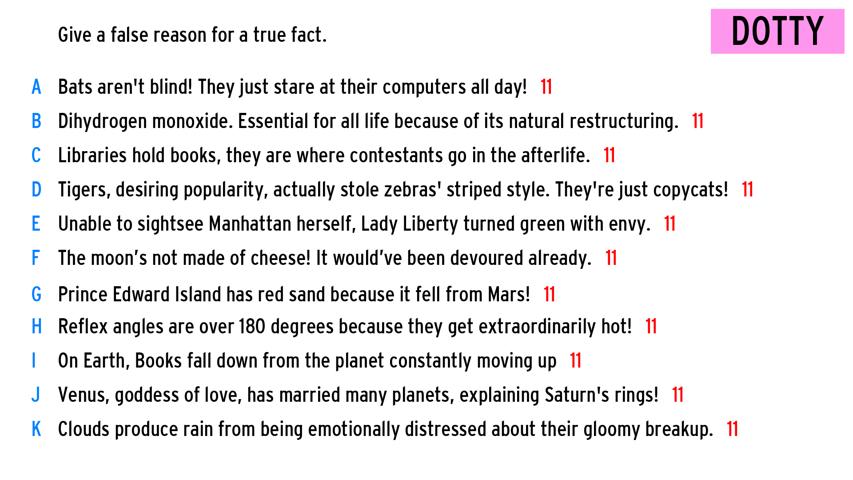 Give a false reason for a true fact.
DOTTY
A Bats aren't blind! They just stare at their computers all day! 11
B Dihydrogen monoxide. Essential for all life because of its natural restructuring. 11
C Libraries hold books, they are where contestants go in the afterlife. 11
D Tigers, desiring popularity, actually stole zebras' striped style. They're just copycats! 11
E Unable to sightsee Manhattan herself, Lady Liberty turned green with envy. 11
F The moon’s not made of cheese! It would’ve been devoured already. 11
G Prince Edward Island has red sand because it fell from Mars! 11
H Reflex angles are over 180 degrees because they get extraordinarily hot! 11
I On Earth, Books fall down from the planet constantly moving up 11
J Venus, goddess of love, has married many planets, explaining Saturn's rings! 11
K Clouds produce rain from being emotionally distressed about their gloomy breakup. 11